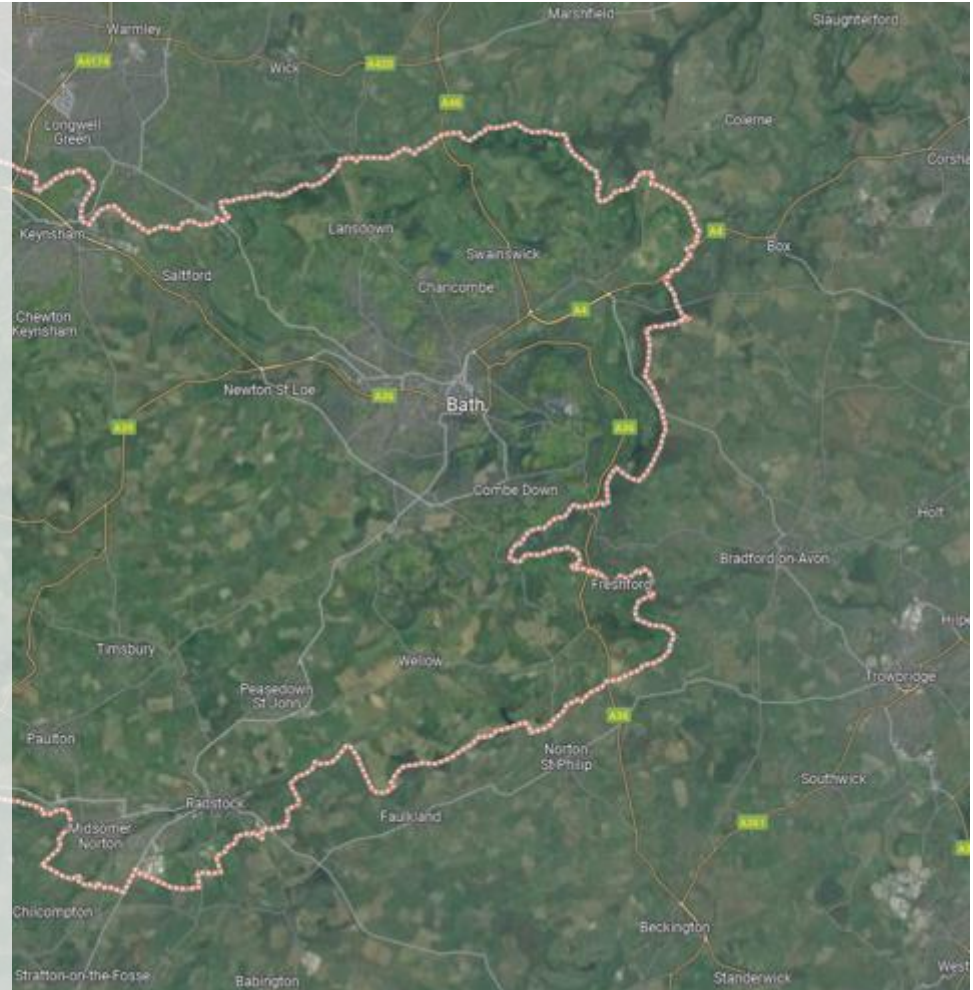 Marshfield
Slaughterford
Warmley
A4174
A420
Wick
A46
Longwell
Green
Colerne
Corsha
Keynsham
Lansdown
A4
Box
Swainswick
Saltford
Charlcombe
A4
Chewton
Keynsham
Newton St Loe
A36
Bath
A39
A36
Combe Down
Holt
Bradford on Avon
Freshford
Hilpe
Timsbury
Wellow
Trowbridge
Peasedown
St John
A36
Paulton
Norton
St Philip
Southwick
Radstock
Faulkland
A361
Midsomer
Norton
Chilcompton
Beckington
Stratton-on-the-Fosse
Babington
Standerwick
West